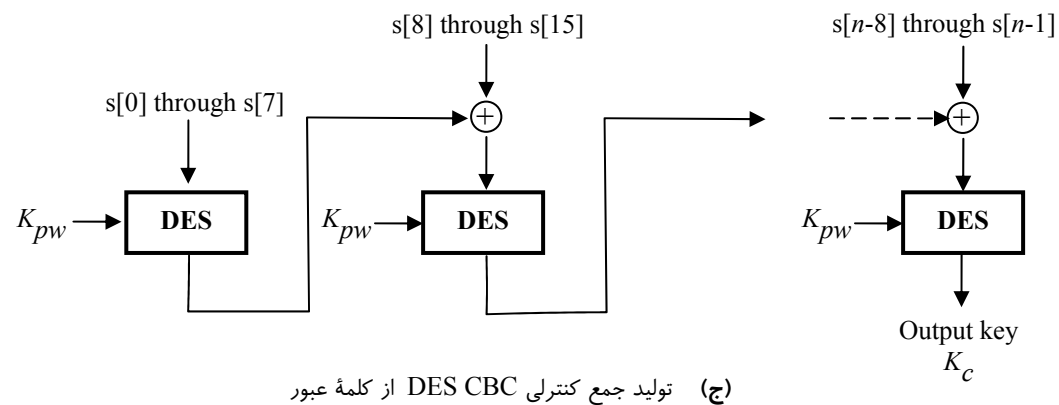 s[8] through s[15]
s[n-8] through s[n-1]
s[0] through s[7]
+
+
K_pw
DES
K_pw
DES
K_pw
DES
Output key
K_c
(ج) تولید جمع کنترلی DES CBC از کلمهٔ عبور